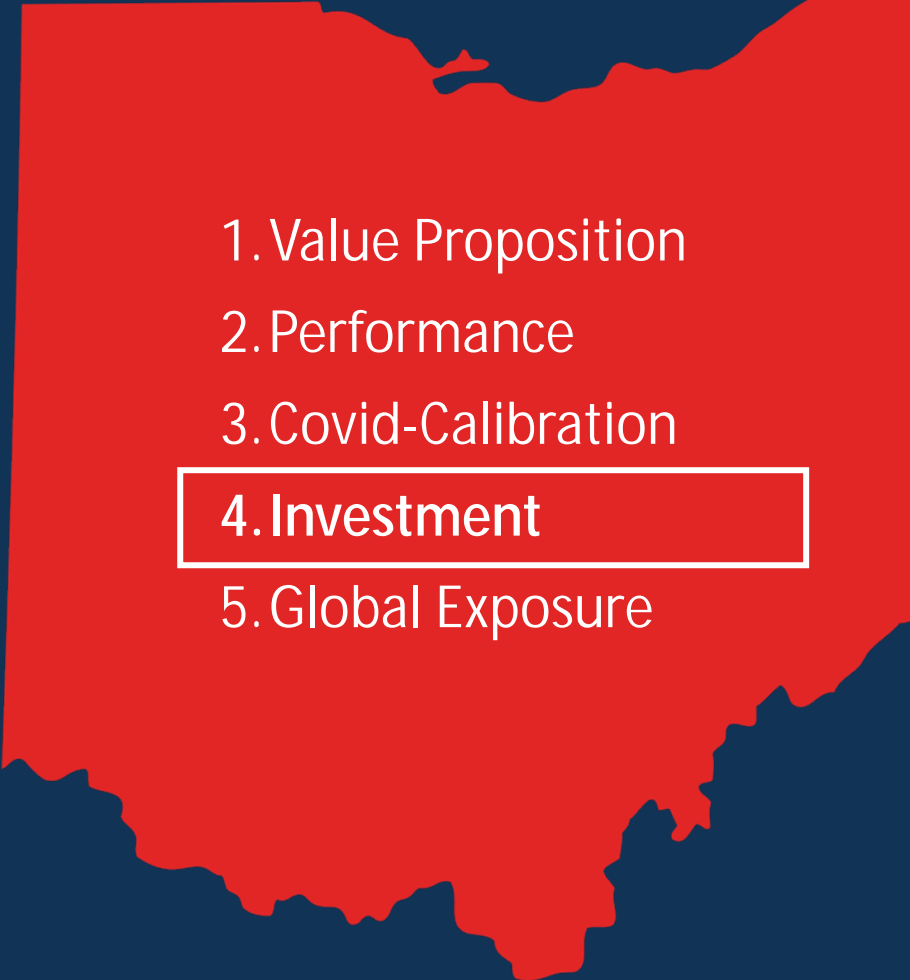 1. Value Proposition
2. Performance
3. Covid-Calibration
4. Investment
5. Global Exposure